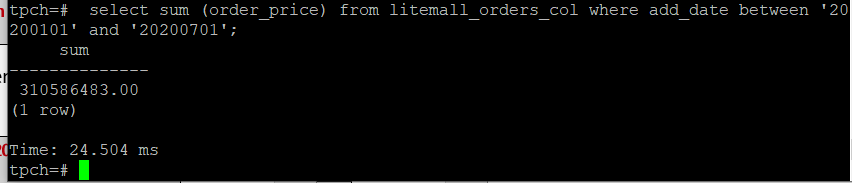 tpch=#  select sum (order_price) from litemall_orders_col where add_date between '20
200101' and '20200701';
     sum
--------------
 310586483.00
(1 row)
Time: 24.504 ms
tpch=#